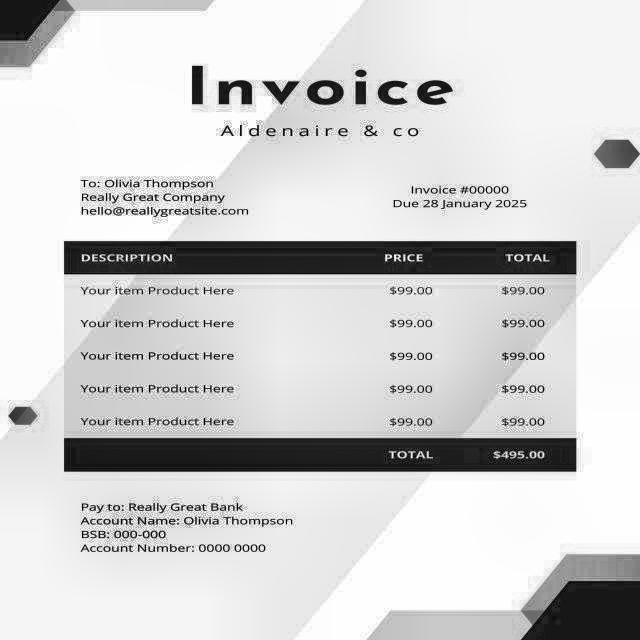 Invoice
Aldenaire & co
To: Olivia Thompson
Really Great Company
hello@reallygreatsite.com
Invoice #00000
Due 28 January 2025
DESCRIPTION PRICE TOTAL
Your item Product Here $99.00 $99.00
Your item Product Here $99.00 $99.00
Your item Product Here $99.00 $99.00
Your item Product Here $99.00 $99.00
Your item Product Here $99.00 $99.00
TOTAL $495.00
Pay to: Really Great Bank
Account Name: Olivia Thompson
BSB: 000-000
Account Number: 0000 0000